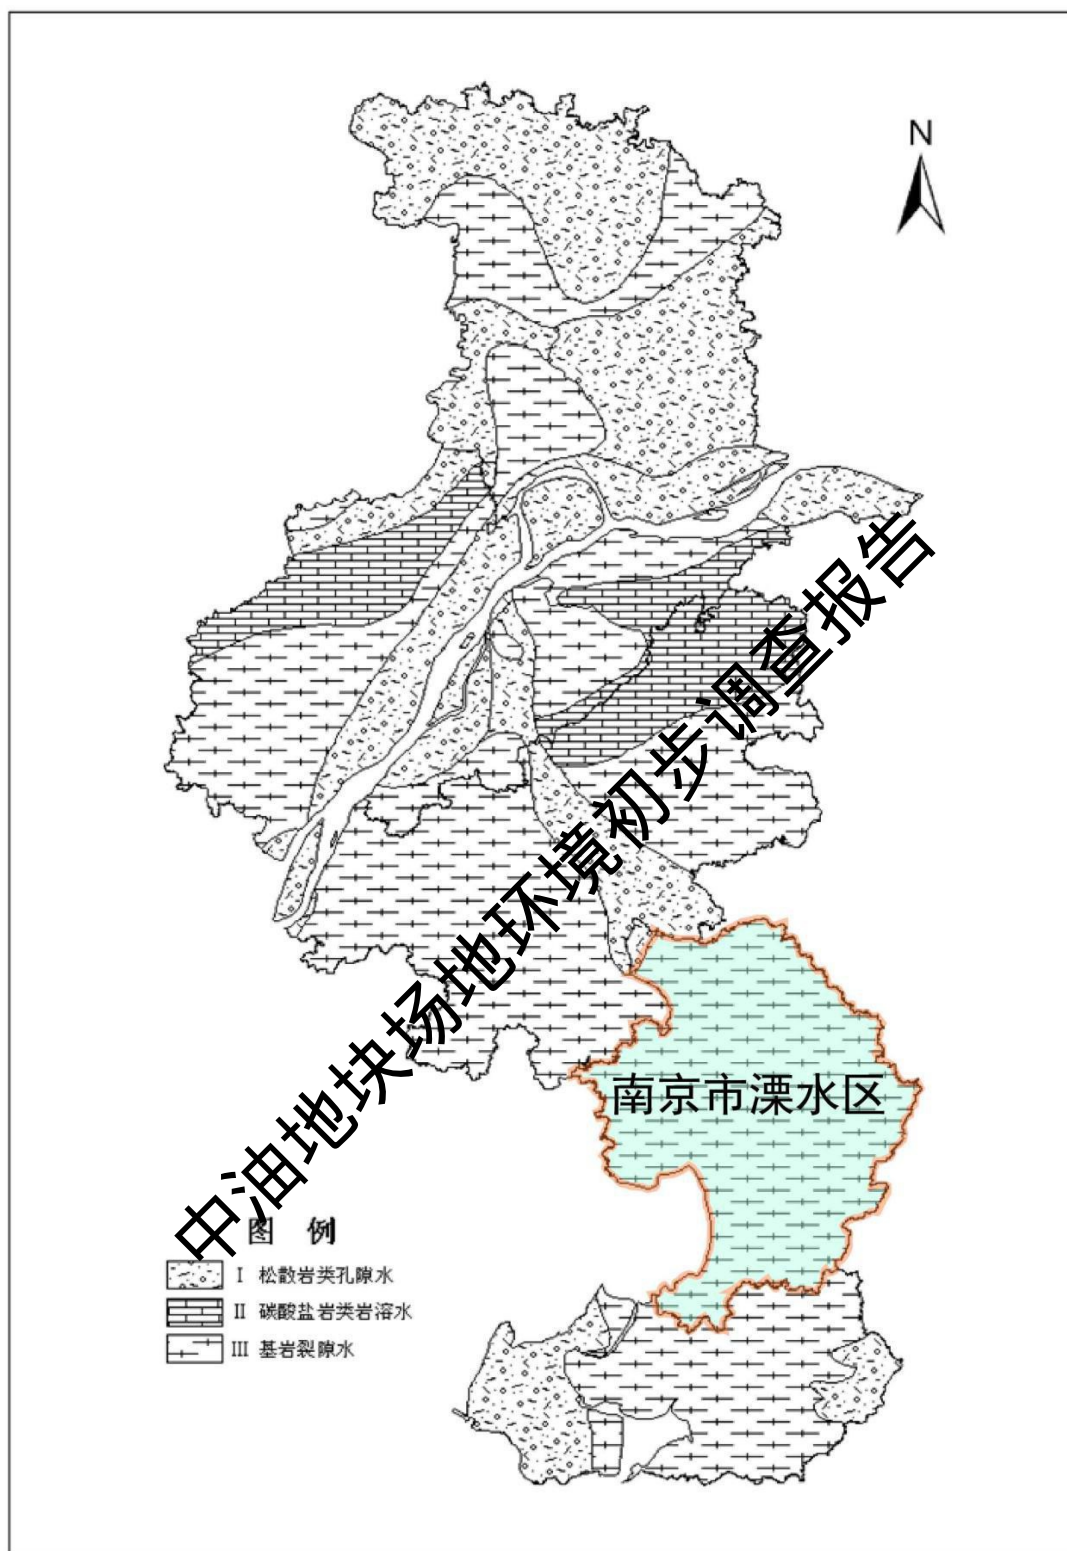 N
南京市溧水区
中油地块场地环境初步调查报告
图 例
I 松散岩类孔隙水
II 碳酸盐岩类岩溶水
III 基岩裂隙水